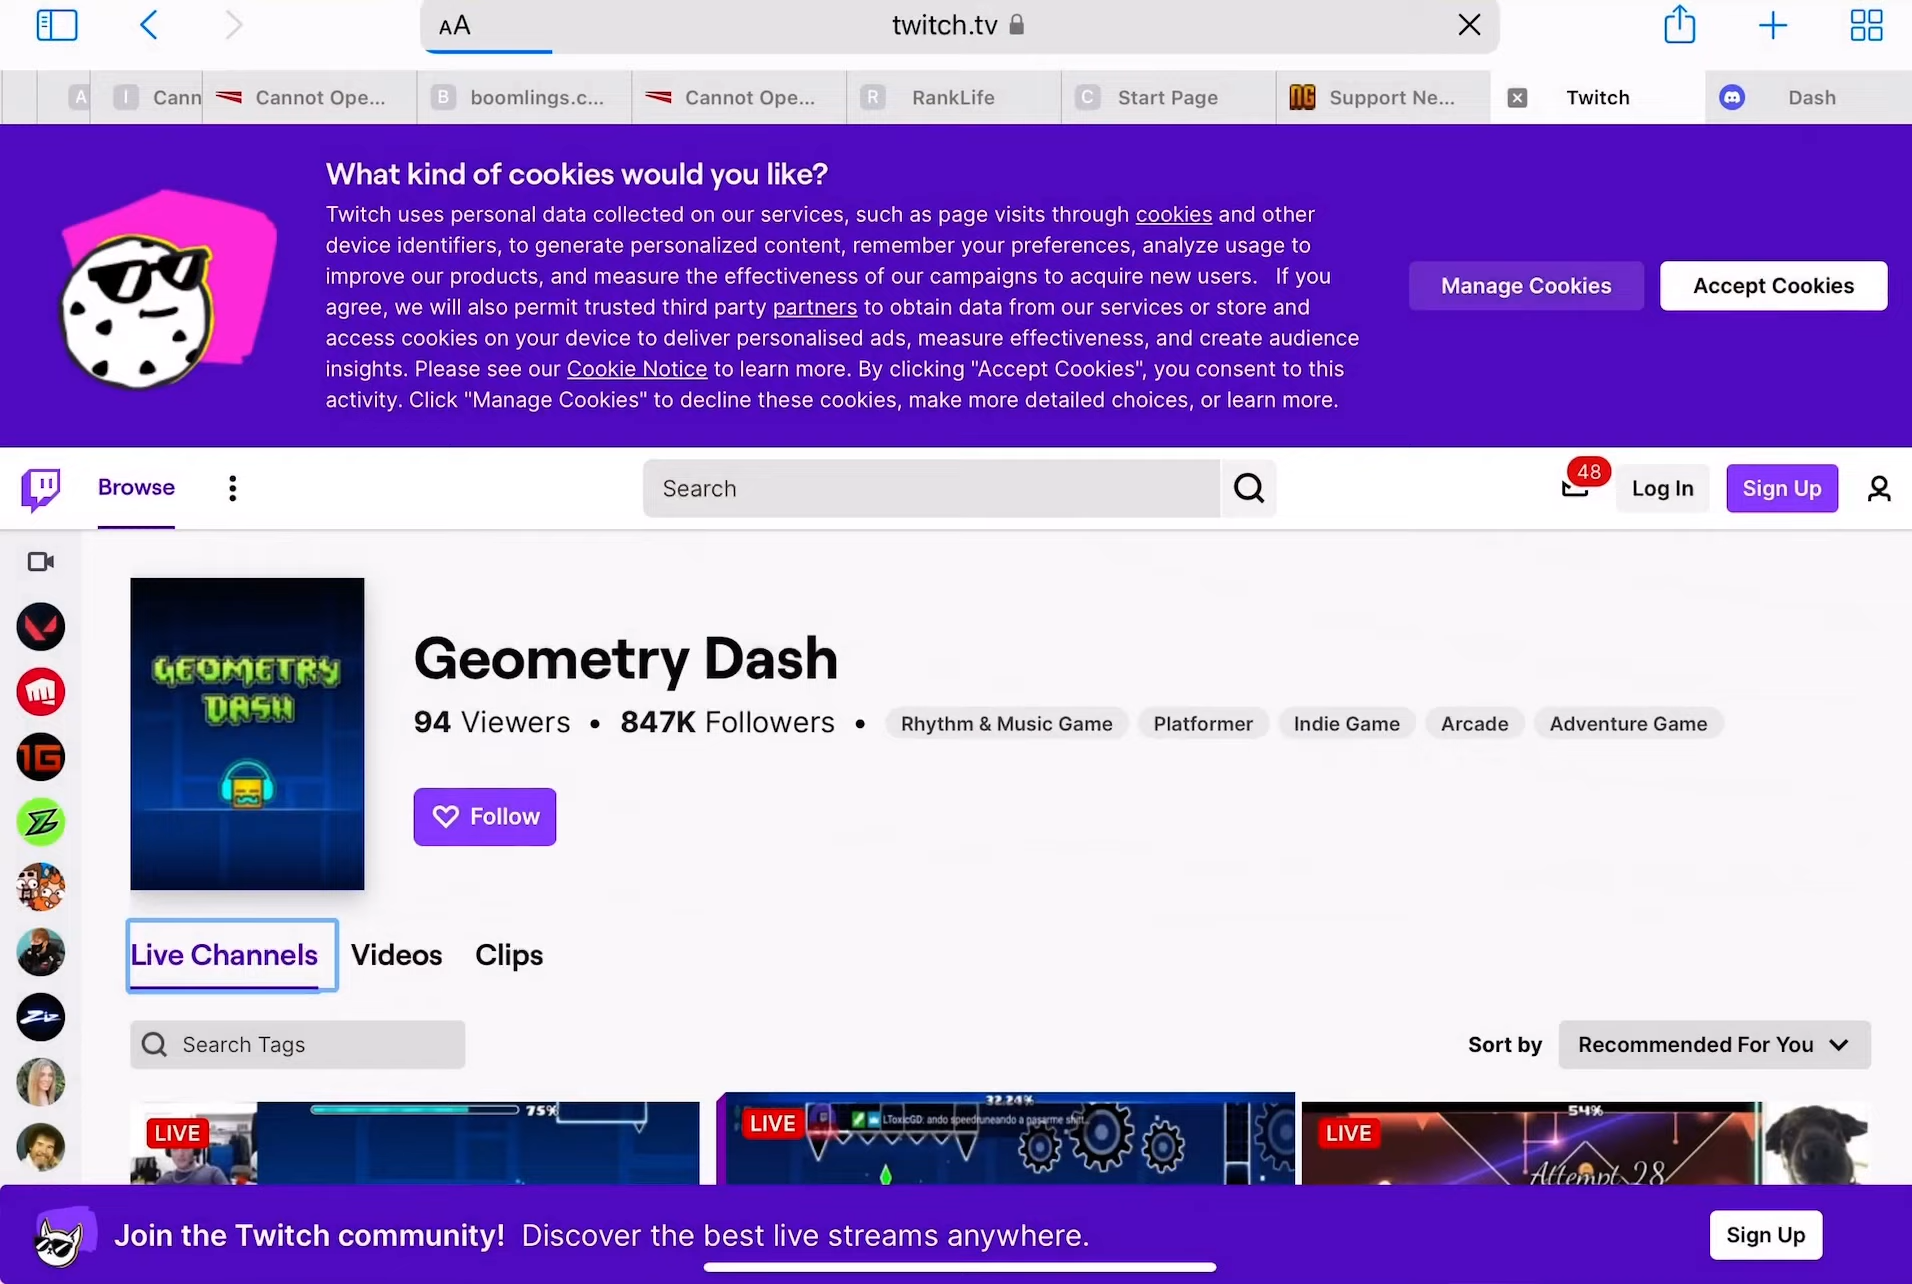 AA
twitch.tv
A
I Cann
Cannot Ope...
B boomlings.c...
Cannot Ope...
R RankLife
C Start Page
NG Support Ne...
Twitch
Dash
What kind of cookies would you like?
Twitch uses personal data collected on our services, such as page visits through cookies and other
device identifiers, to generate personalized content, remember your preferences, analyze usage to
improve our products, and measure the effectiveness of our campaigns to acquire new users. If you
agree, we will also permit trusted third party partners to obtain data from our services or store and
access cookies on your device to deliver personalised ads, measure effectiveness, and create audience
insights. Please see our Cookie Notice to learn more. By clicking "Accept Cookies", you consent to this
activity. Click "Manage Cookies" to decline these cookies, make more detailed choices, or learn more.
Manage Cookies
Accept Cookies
Browse
Search
48
Log In
Sign Up
1G
Ziz
GEOMETRY
DASH
Geometry Dash
94 Viewers • 847K Followers •
Rhythm & Music Game
Platformer
Indie Game
Arcade
Adventure Game
Follow
Live Channels
Videos
Clips
Search Tags
Sort by
Recommended For You
LIVE
75%
LIVE
32.24%
LToxicGD: ando speedruneando a pasarme shit...
LIVE
54%
Attempt 28
Join the Twitch community! Discover the best live streams anywhere.
Sign Up